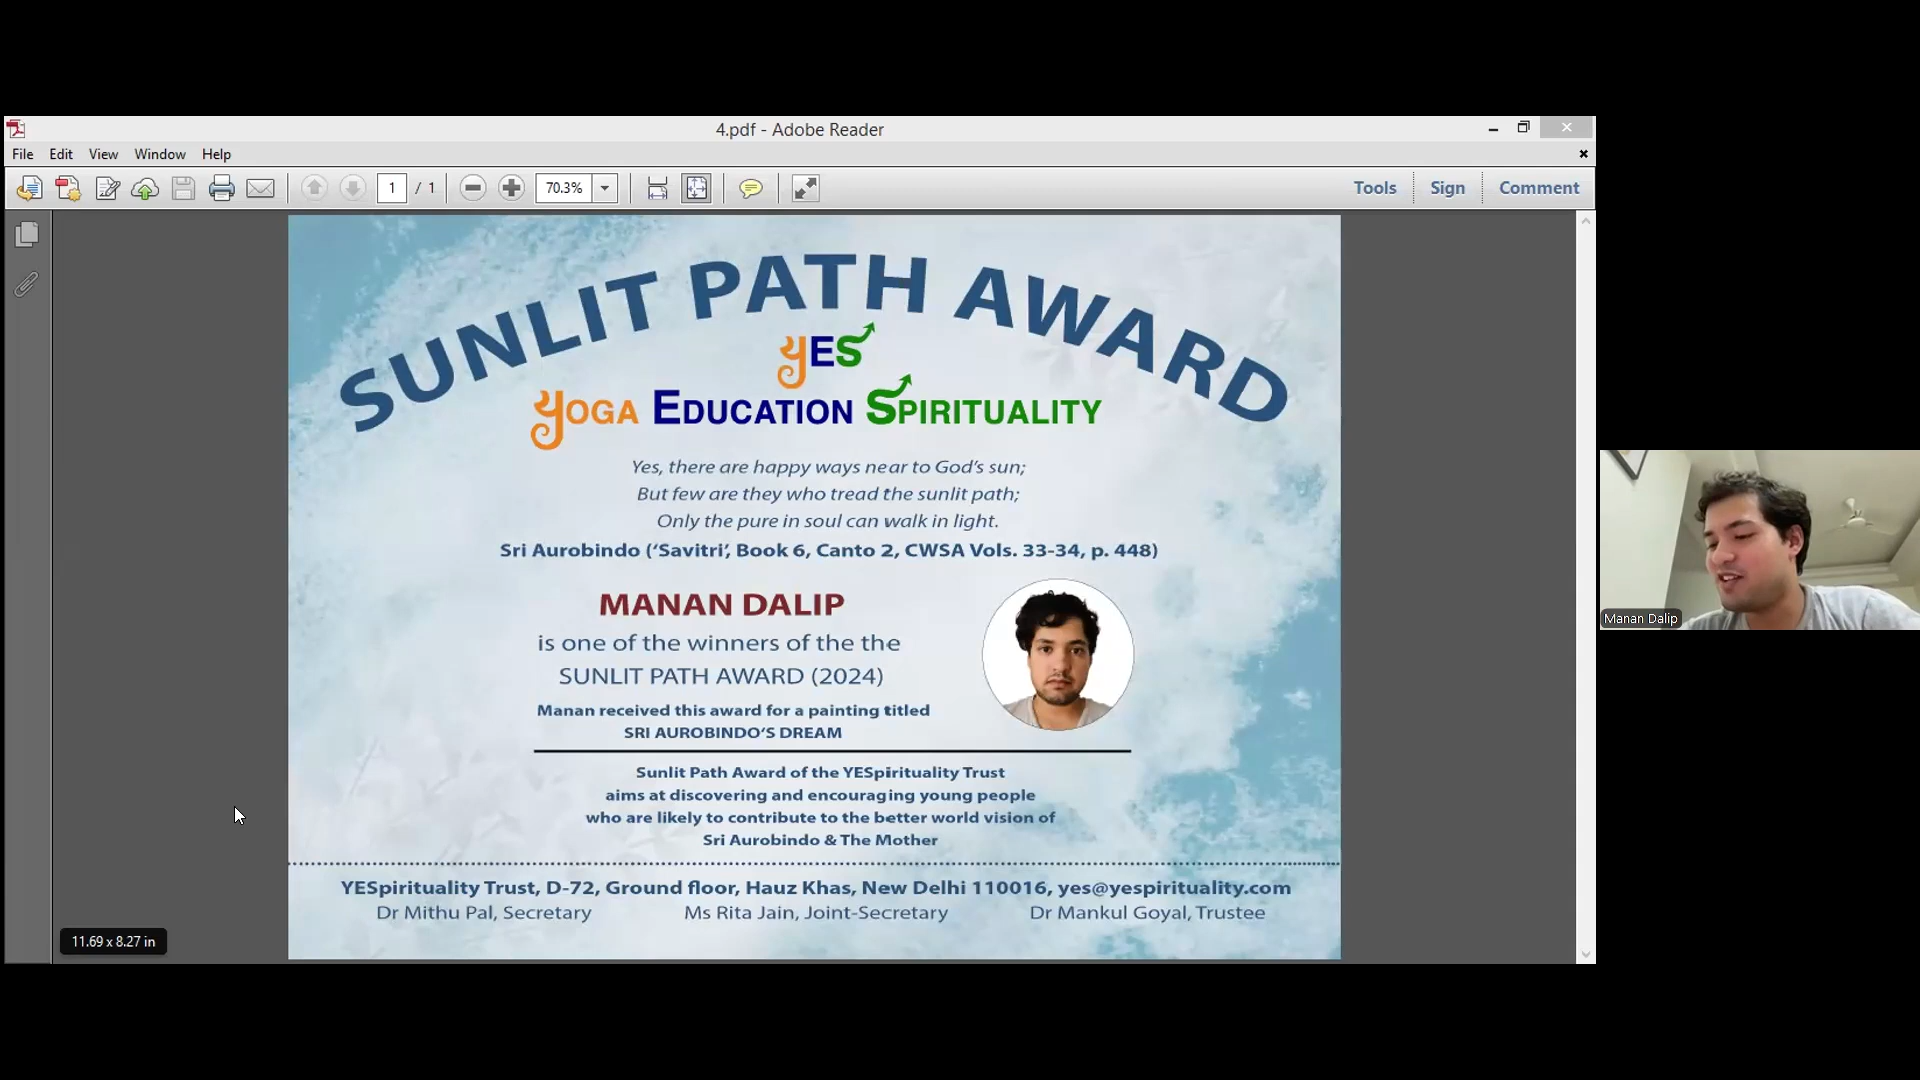 4.pdf - Adobe Reader
File Edit View Window Help
1 / 1 70.3% Tools Sign Comment
SUNLIT PATH AWARD
YES
YOGA EDUCATION SPIRITUALITY
Yes, there are happy ways near to God's sun;
But few are they who tread the sunlit path;
Only the pure in soul can walk in light.
Sri Aurobindo ('Savitri', Book 6, Canto 2, CWSA Vols. 33-34, p. 448)
MANAN DALIP
is one of the winners of the the
SUNLIT PATH AWARD (2024)
Manan received this award for a painting titled
SRI AUROBINDO'S DREAM
Sunlit Path Award of the YESpirituality Trust
aims at discovering and encouraging young people
who are likely to contribute to the better world vision of
Sri Aurobindo & The Mother
YESpirituality Trust, D-72, Ground floor, Hauz Khas, New Delhi 110016, yes@yespirituality.com
Dr Mithu Pal, Secretary Ms Rita Jain, Joint-Secretary Dr Mankul Goyal, Trustee
11.69 x 8.27 in
Manan Dalip